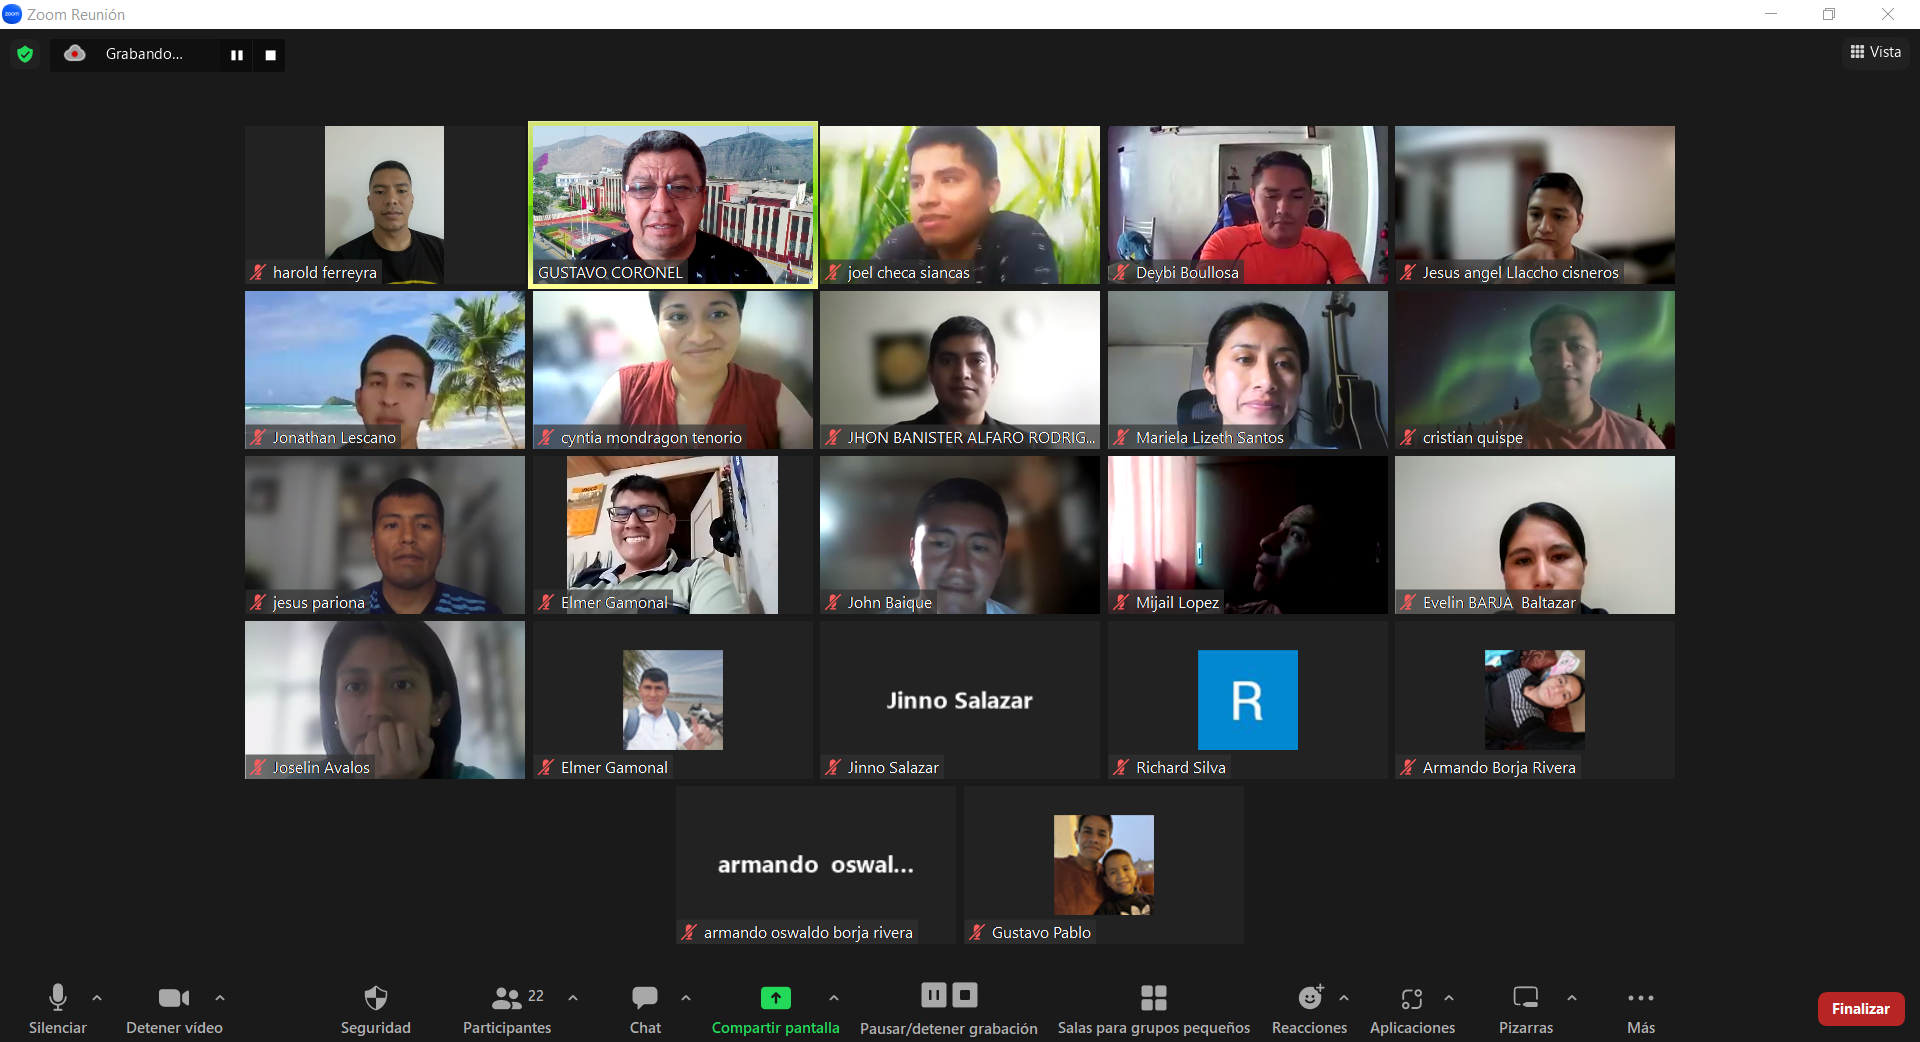 Zoom Reunión
Grabando...
Vista
harold ferreyra
GUSTAVO CORONEL
joel checa siancas
Deybi Boullosa
Jesus angel Llaccho cisneros
Jonathan Lescano
cyntia mondragon tenorio
JHON BANISTER ALFARO RODRIG...
Mariela Lizeth Santos
cristian quispe
jesus pariona
Elmer Gamonal
John Baique
Mijail Lopez
Evelin BARJA Baltazar
Joselin Avalos
Elmer Gamonal
Jinno Salazar
Jinno Salazar
R
Richard Silva
Armando Borja Rivera
armando oswal...
armando oswaldo borja rivera
Gustavo Pablo
Silenciar
Detener vídeo
Seguridad
22
Participantes
Chat
Compartir pantalla
Pausar/detener grabación
Salas para grupos pequeños
Reacciones
Aplicaciones
Pizarras
Más
Finalizar